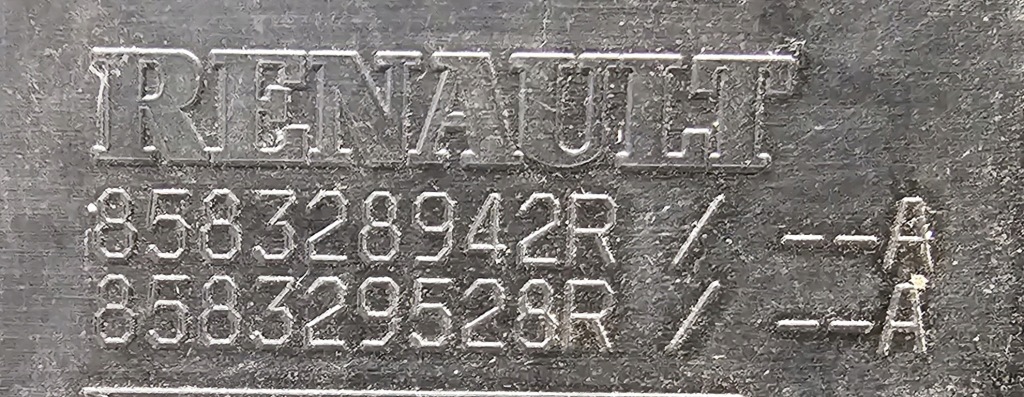 RENAULT
858328942R / --A
858329528R / --A